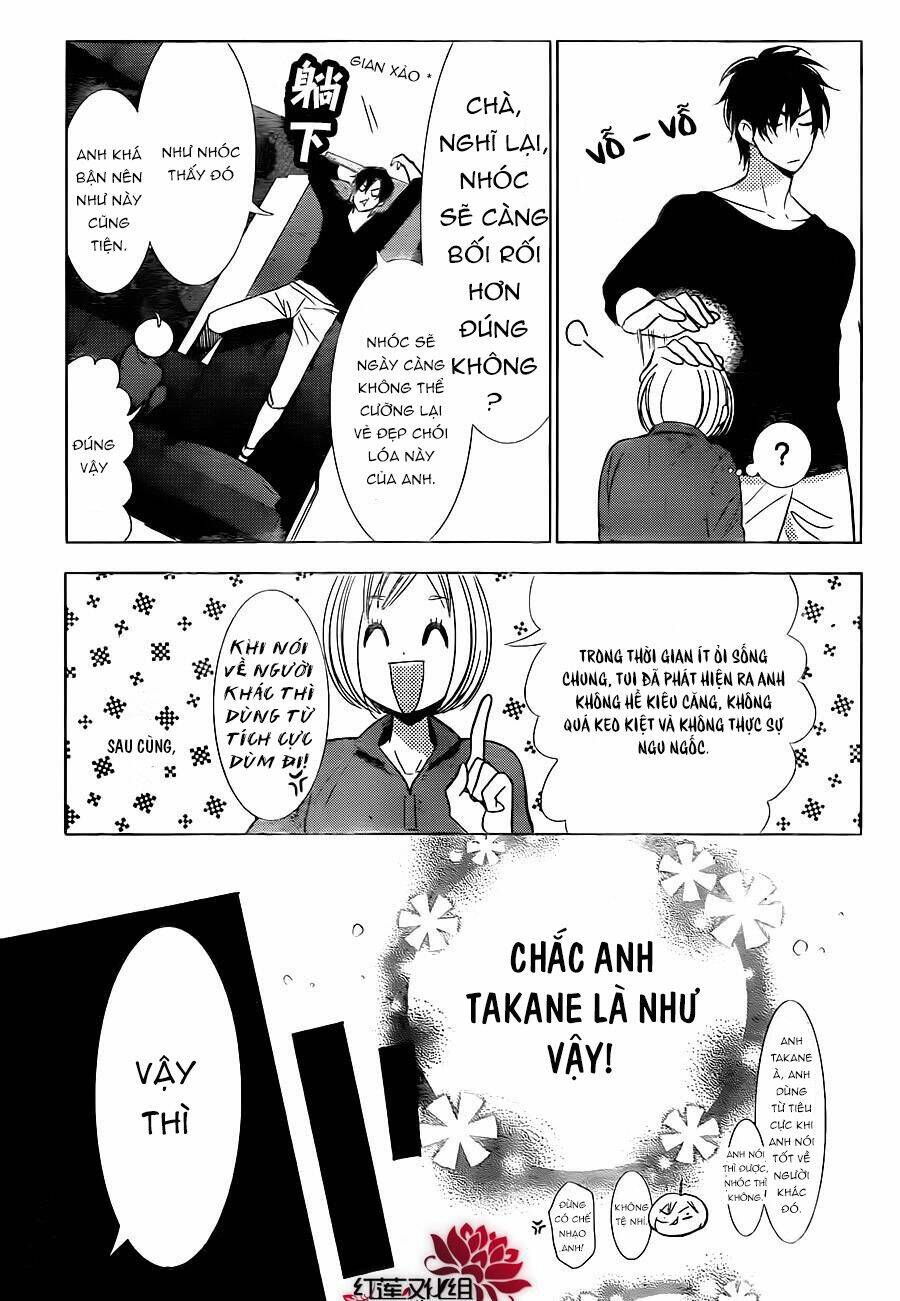 VỖ - VỖ
?
CHÀ,
NGHĨ LẠI,
NHÓC
SẼ CÀNG
BỐI RỐI
HƠN
ĐÚNG
KHÔNG
?
GIAN XẢO *
躺下
NHÓC SẼ
NGÀY CÀNG
KHÔNG THỂ
CƯỠNG LẠI
VẺ ĐẸP CHÓI
LÓA NÀY
CỦA ANH.
NHƯ NHÓC
THẤY ĐÓ
ANH KHÁ
BẬN NÊN
NHƯ NÀY
CŨNG
TIỆN.
ĐÚNG
VẬY
TRONG THỜI GIAN ÍT ỎI SỐNG
CHUNG, TUI ĐÃ PHÁT HIỆN RA ANH
KHÔNG HỀ KIÊU CĂNG, KHÔNG
QUÁ KEO KIỆT VÀ KHÔNG THỰC SỰ
NGU NGỐC.
KHI NÓI
VỀ NGƯỜI
KHÁC THÌ
DÙNG TỪ
TÍCH CỰC
DÙM ĐI!
SAU CÙNG,
CHẮC ANH
TAKANE LÀ NHƯ
VẬY!
ANH
TAKANE
À, ANH
DÙNG
TỪ TIÊU
CỰC KHI
ANH NÓI
TỐT VỀ
NGƯỜI
KHÁC
ĐÓ.
ANH NÓI
THÌ ĐƯỢC,
NHÓC THÌ
KHÔNG!
KHÔNG
TỆ NHỈ.
ĐỪNG
CÓ CHẾ
NHẠO
ANH!
VẬY
THÌ
红莲汉化组